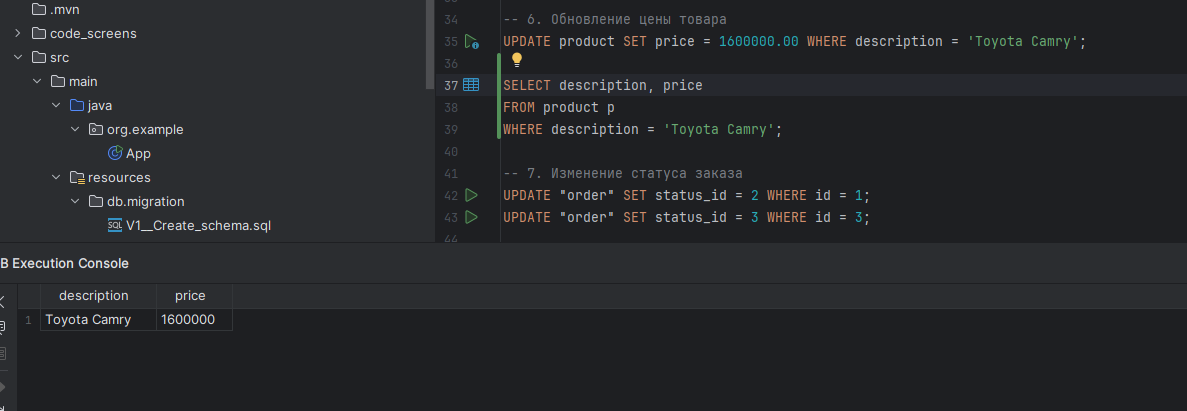 .mvn
code_screens
src
main
java
org.example
App
resources
db.migration
SQL V1__Create_schema.sql
34 -- 6. Обновление цены товара
35 UPDATE product SET price = 1600000.00 WHERE description = 'Toyota Camry';
36
37 SELECT description, price
38 FROM product p
39 WHERE description = 'Toyota Camry';
40
41 -- 7. Изменение статуса заказа
42 UPDATE "order" SET status_id = 2 WHERE id = 1;
43 UPDATE "order" SET status_id = 3 WHERE id = 3;
44
B Execution Console
description price
1 Toyota Camry 1600000